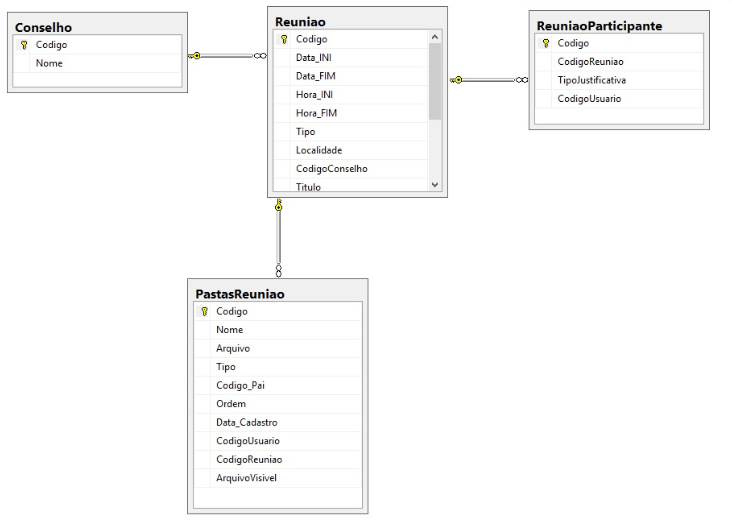 Conselho
Codigo
Nome
Reuniao
Codigo
Data_INI
Data_FIM
Hora_INI
Hora_FIM
Tipo
Localidade
CodigoConselho
Titulo
ReuniaoParticipante
Codigo
CodigoReuniao
TipoJustificativa
CodigoUsuario
PastasReuniao
Codigo
Nome
Arquivo
Tipo
Codigo_Pai
Ordem
Data_Cadastro
CodigoUsuario
CodigoReuniao
ArquivoVisivel